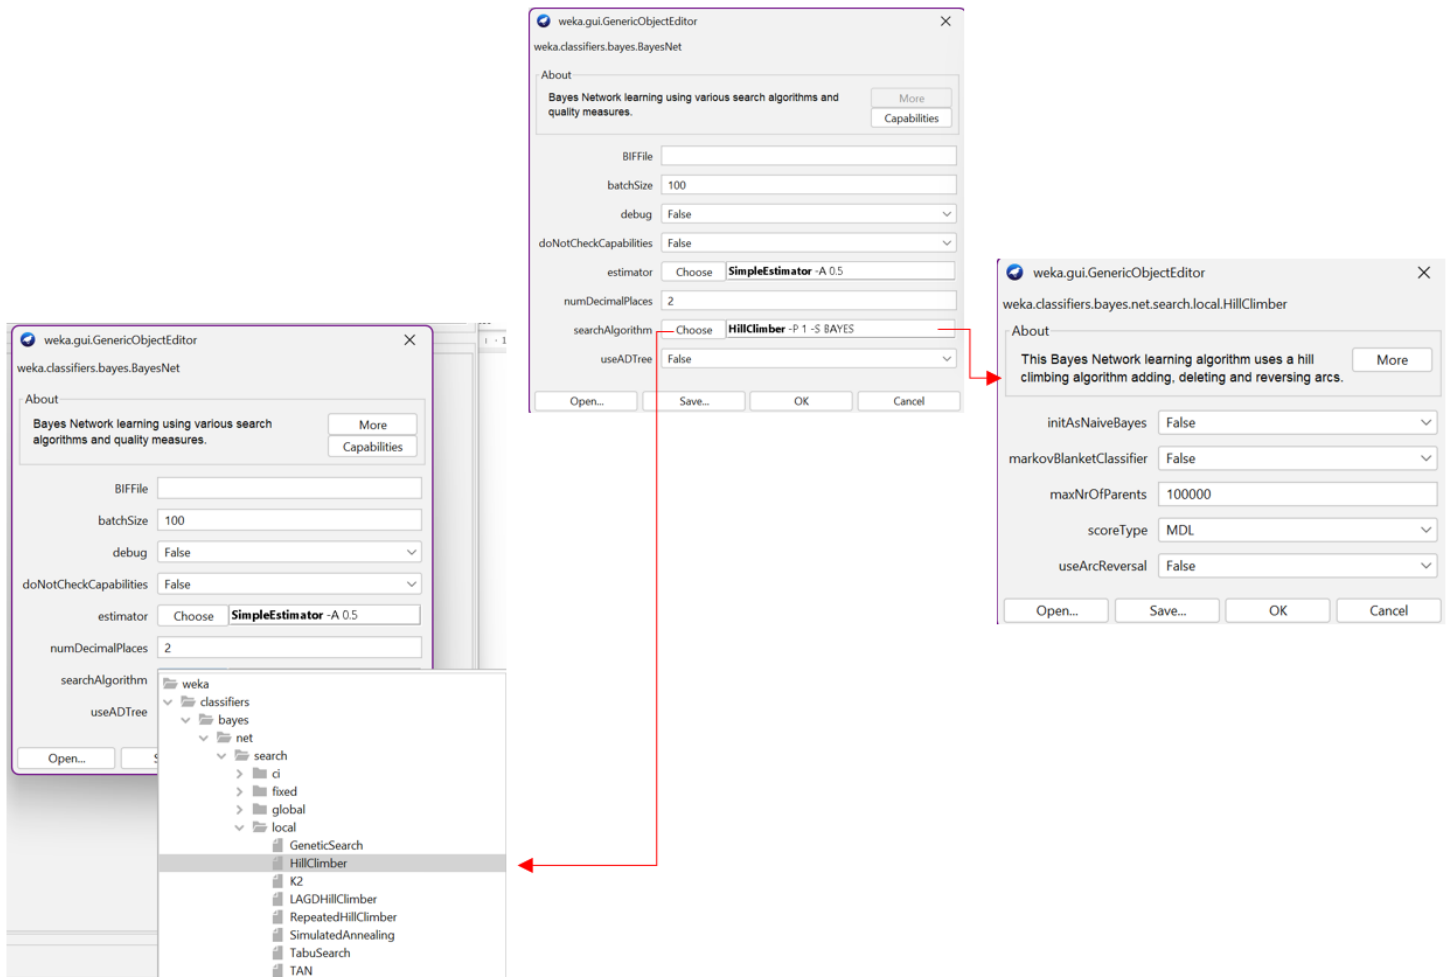 weka.gui.GenericObjectEditor
weka.classifiers.bayes.BayesNet
About
Bayes Network learning using various search algorithms and
quality measures.
More
Capabilities
BIFFile
batchSize 100
debug False
doNotCheckCapabilities False
estimator Choose SimpleEstimator -A 0.5
numDecimalPlaces 2
searchAlgorithm Choose HillClimber -P 1 -S BAYES
useADTree False
Open... Save... OK Cancel
weka.gui.GenericObjectEditor
weka.classifiers.bayes.net.search.local.HillClimber
About
This Bayes Network learning algorithm uses a hill
climbing algorithm adding, deleting and reversing arcs.
More
initAsNaiveBayes False
markovBlanketClassifier False
maxNrOfParents 100000
scoreType MDL
useArcReversal False
Open... Save... OK Cancel
weka.gui.GenericObjectEditor
weka.classifiers.bayes.BayesNet
About
Bayes Network learning using various search
algorithms and quality measures.
More
Capabilities
BIFFile
batchSize 100
debug False
doNotCheckCapabilities False
estimator Choose SimpleEstimator -A 0.5
numDecimalPlaces 2
searchAlgorithm
useADTree
Open...
weka
classifiers
bayes
net
search
ci
fixed
global
local
GeneticSearch
HillClimber
K2
LAGDHillClimber
RepeatedHillClimber
SimulatedAnnealing
TabuSearch
TAN